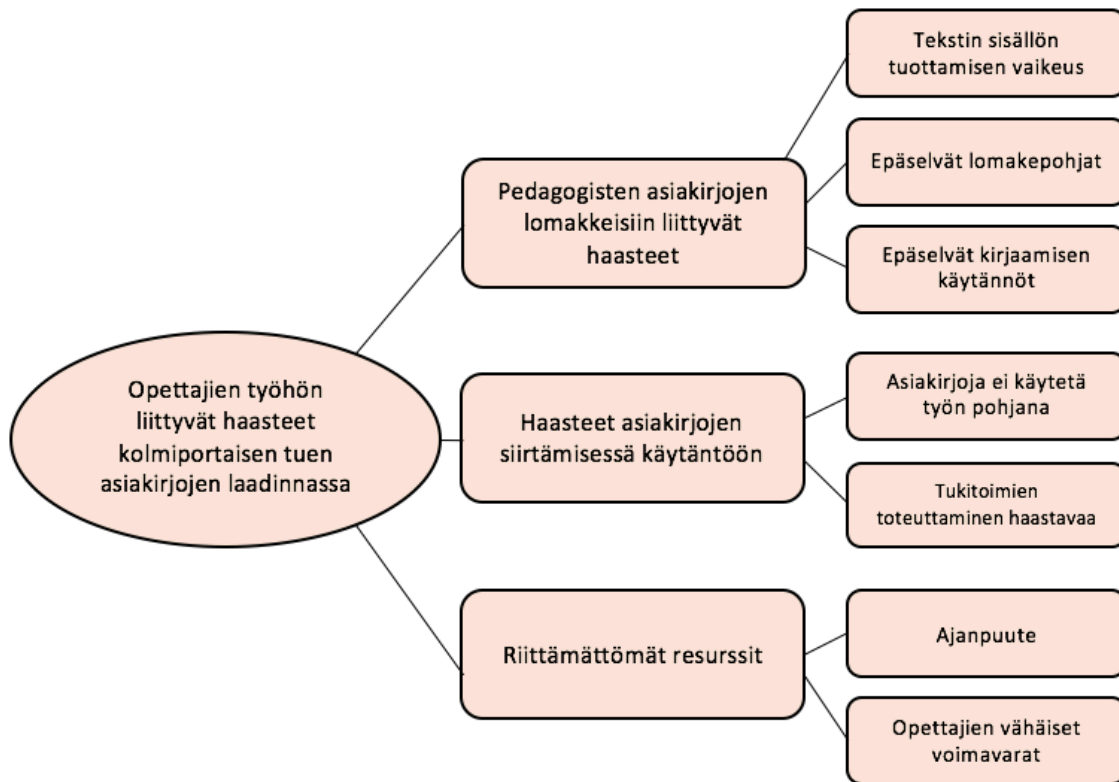 Opettajien työhön
liittyvät haasteet
kolmiportaisen tuen
asiakirjojen laadinnassa
Pedagogisten asiakirjojen
lomakkeisiin liittyvät
haasteet
Tekstin sisällön
tuottamisen vaikeus
Epäselvät lomakepohjat
Epäselvät kirjaamisen
käytännöt
Haasteet asiakirjojen
siirtämisessä käytäntöön
Asiakirjoja ei käytetä
työn pohjana
Tukitoimien
toteuttaminen haastavaa
Riittämättömät resurssit
Ajanpuute
Opettajien vähäiset
voimavarat